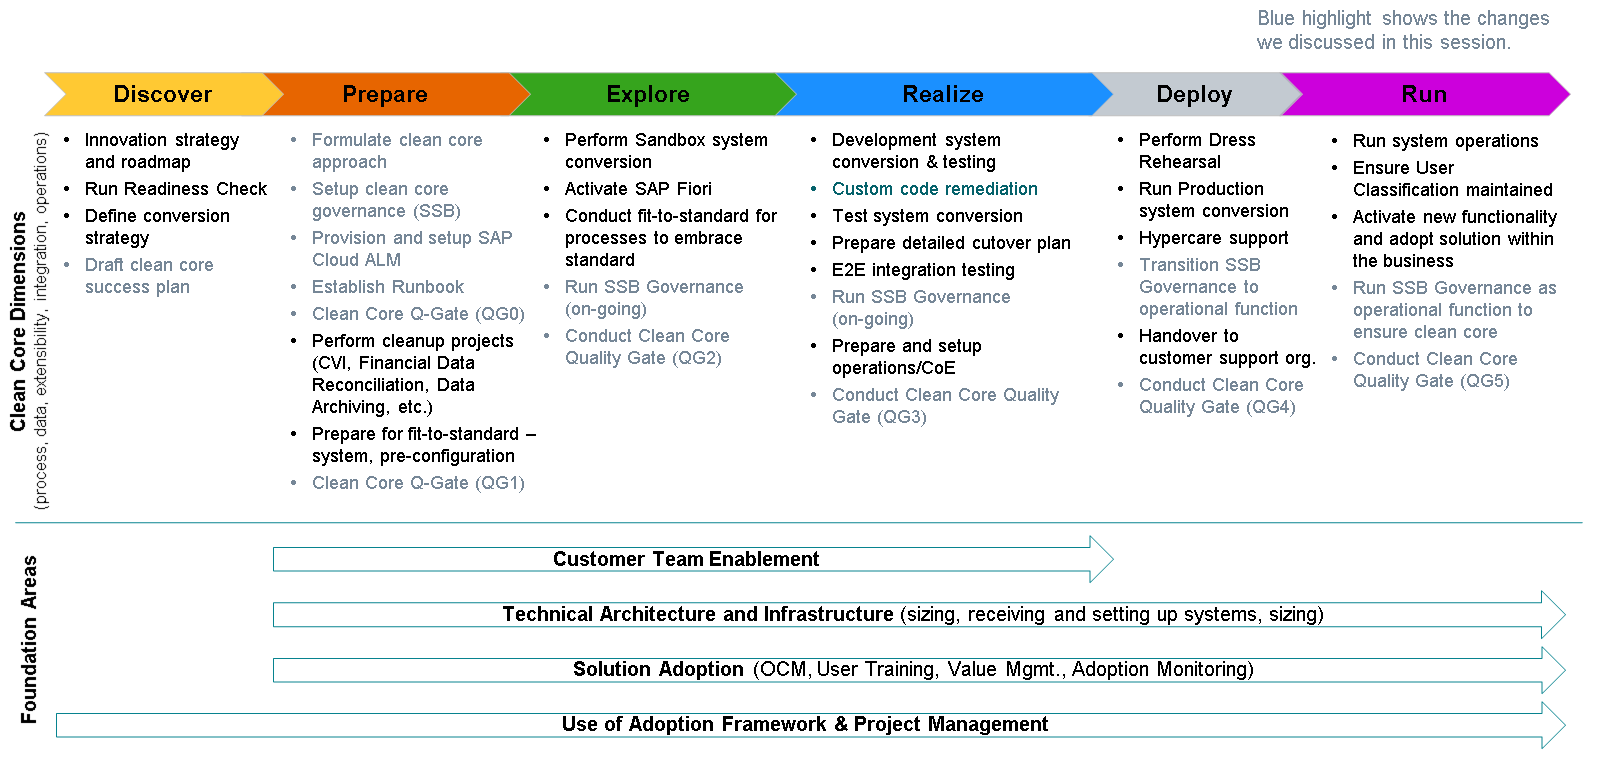 Blue highlight shows the changes
we discussed in this session.
Discover
Prepare
Explore
Realize
Deploy
Run
Clean Core Dimensions
(process, data, extensibility, integration, operations)
• Innovation strategy
and roadmap
• Run Readiness Check
• Define conversion
strategy
• Draft clean core
success plan
• Formulate clean core
approach
• Setup clean core
governance (SSB)
• Provision and setup SAP
Cloud ALM
• Establish Runbook
• Clean Core Q-Gate (QG0)
• Perform cleanup projects
(CVI, Financial Data
Reconciliation, Data
Archiving, etc.)
• Prepare for fit-to-standard –
system, pre-configuration
• Clean Core Q-Gate (QG1)
• Perform Sandbox system
conversion
• Activate SAP Fiori
• Conduct fit-to-standard for
processes to embrace
standard
• Run SSB Governance
(on-going)
• Conduct Clean Core
Quality Gate (QG2)
• Development system
conversion & testing
• Custom code remediation
• Test system conversion
• Prepare detailed cutover plan
• E2E integration testing
• Run SSB Governance
(on-going)
• Prepare and setup
operations/CoE
• Conduct Clean Core Quality
Gate (QG3)
• Perform Dress
Rehearsal
• Run Production
system conversion
• Hypercare support
• Transition SSB
Governance to
operational function
• Handover to
customer support org.
• Conduct Clean Core
Quality Gate (QG4)
• Run system operations
• Ensure User
Classification maintained
• Activate new functionality
and adopt solution within
the business
• Run SSB Governance as
operational function to
ensure clean core
• Conduct Clean Core
Quality Gate (QG5)
Foundation Areas
Customer Team Enablement
Technical Architecture and Infrastructure (sizing, receiving and setting up systems, sizing)
Solution Adoption (OCM, User Training, Value Mgmt., Adoption Monitoring)
Use of Adoption Framework & Project Management